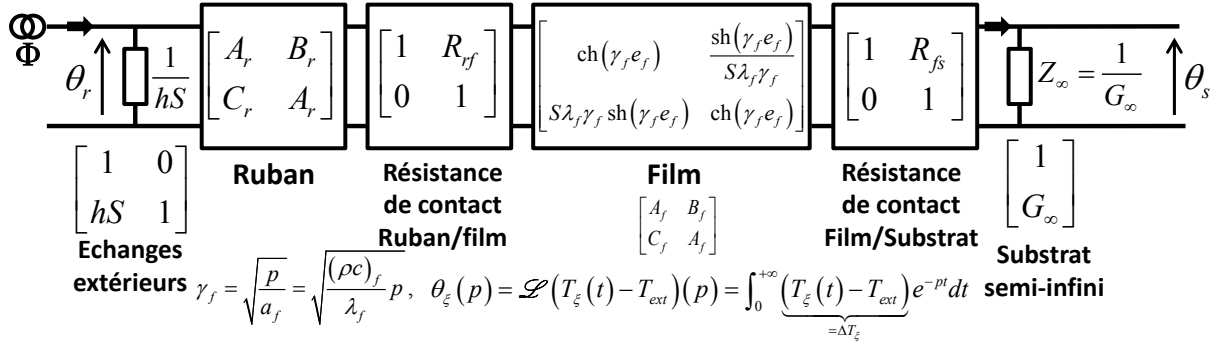 Φ
θ_r
1/(hS)
[A_r B_r; C_r A_r]
[1 R_rf; 0 1]
[ch(γ_f e_f) sh(γ_f e_f)/(Sλ_f γ_f); Sλ_f γ_f sh(γ_f e_f) ch(γ_f e_f)]
[1 R_fs; 0 1]
Z_∞ = 1/G_∞
θ_s
[1 0; hS 1]
Echanges
extérieurs
Ruban
Résistance
de contact
Ruban/film
Film
[A_f B_f; C_f A_f]
Résistance
de contact
Film/Substrat
[1; G_∞]
Substrat
semi-infini
γ_f = √(p/a_f) = √((ρc)_f/λ_f p), θ_ξ(p) = ℒ(T_ξ(t) − T_ext)(p) = ∫_0^{+∞} (T_ξ(t) − T_ext) e^{−pt} dt
=ΔT_ξ